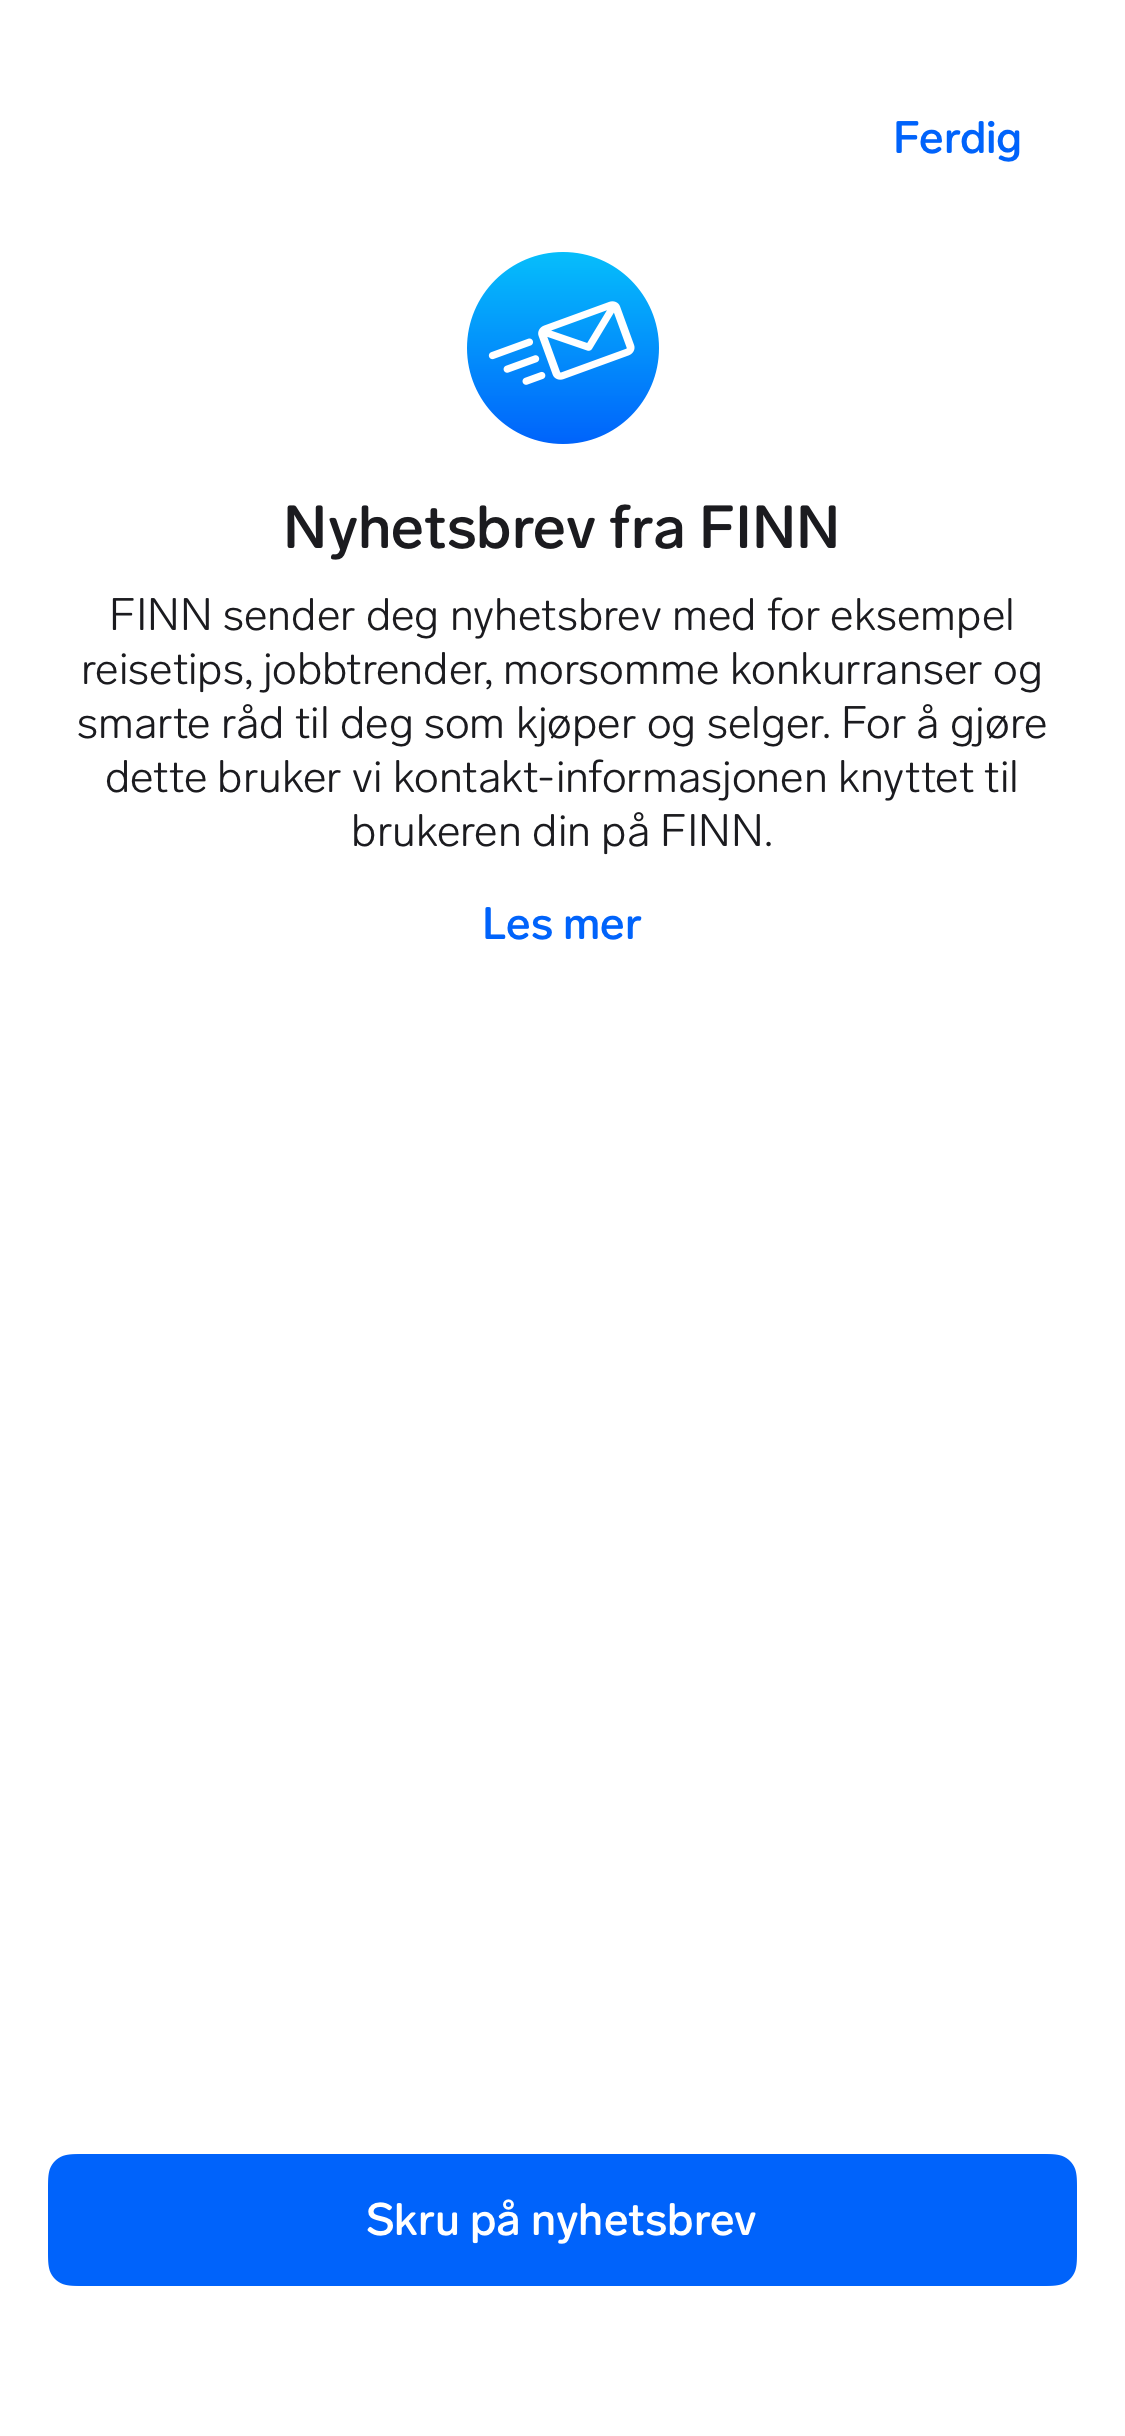 Ferdig
Nyhetsbrev fra FINN
FINN sender deg nyhetsbrev med for eksempel
reisetips, jobbtrender, morsomme konkurranser og
smarte råd til deg som kjøper og selger. For å gjøre
dette bruker vi kontakt-informasjonen knyttet til
brukeren din på FINN.
Les mer
Skru på nyhetsbrev